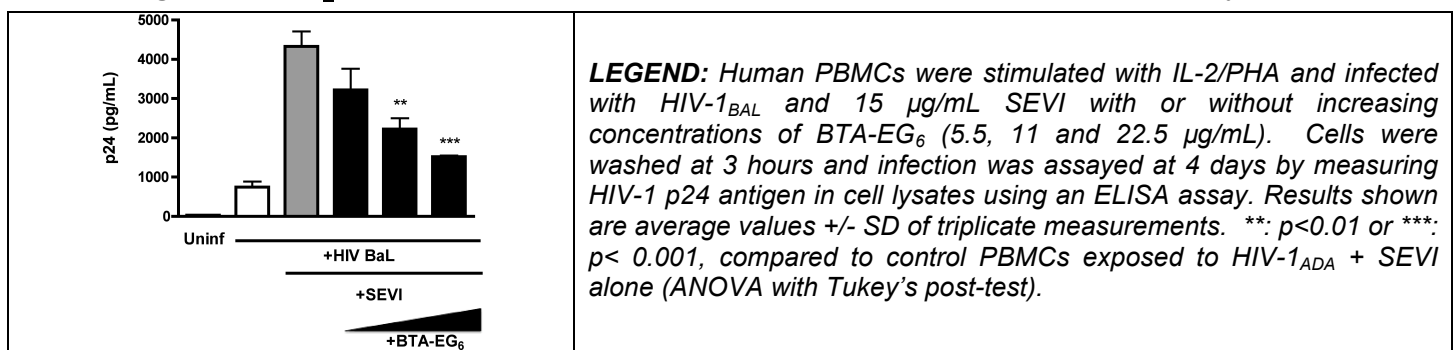 5000
4000
3000
2000
1000
0
p24 (pg/mL)
**
***
Uninf
+HIV BaL
+SEVI
+BTA-EG₆
LEGEND: Human PBMCs were stimulated with IL-2/PHA and infected
with HIV-1BAL and 15 µg/mL SEVI with or without increasing
concentrations of BTA-EG₆ (5.5, 11 and 22.5 µg/mL). Cells were
washed at 3 hours and infection was assayed at 4 days by measuring
HIV-1 p24 antigen in cell lysates using an ELISA assay. Results shown
are average values +/- SD of triplicate measurements. **: p<0.01 or ***:
p< 0.001, compared to control PBMCs exposed to HIV-1ADA + SEVI
alone (ANOVA with Tukey's post-test).